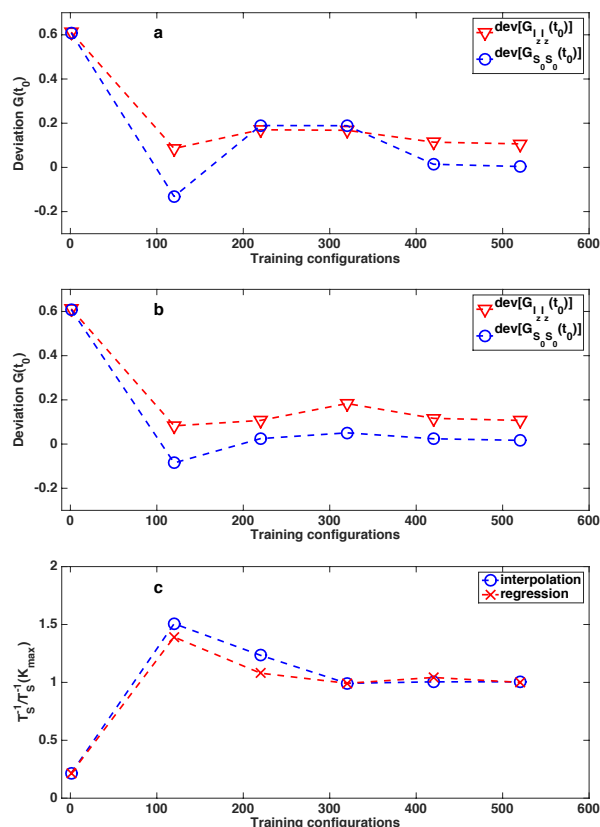 a
dev[G_{I_z I_z}(t_0)]
dev[G_{S_0 S_0}(t_0)]
Deviation G(t_0)
0.6
0.4
0.2
0
-0.2
0 100 200 300 400 500 600
Training configurations
b
dev[G_{I_z I_z}(t_0)]
dev[G_{S_0 S_0}(t_0)]
Deviation G(t_0)
0.6
0.4
0.2
0
-0.2
0 100 200 300 400 500 600
Training configurations
c
interpolation
regression
T_S^{-1}/T_S^{-1}(K_{max})
2
1.5
1
0.5
0
0 100 200 300 400 500 600
Training configurations